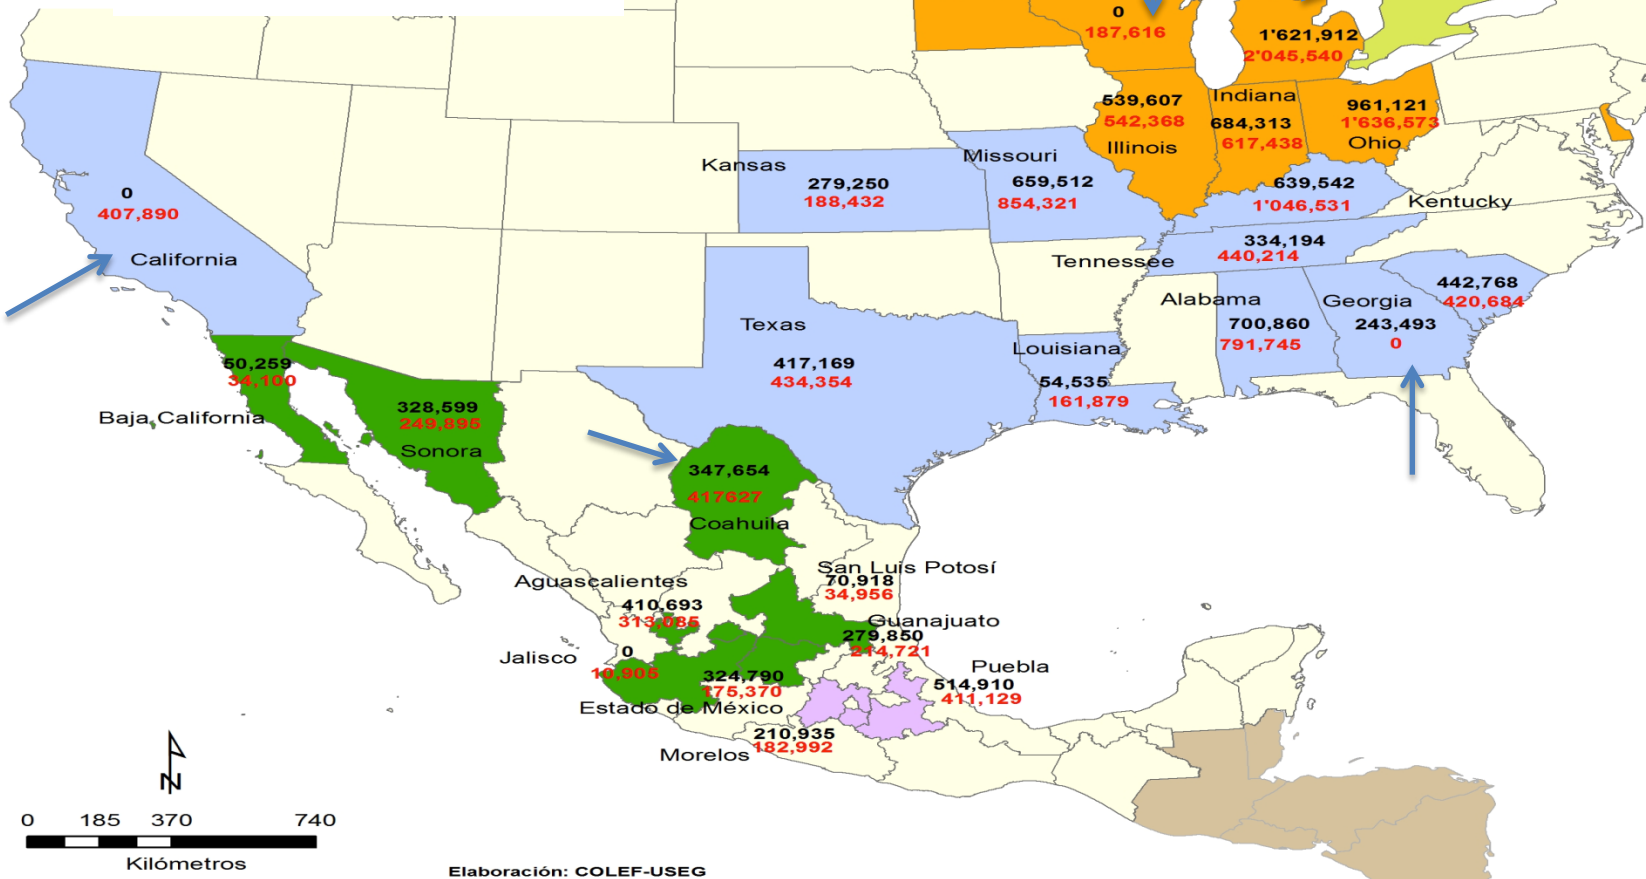 0
187,616
1'621,912
2'045,540
539,607
542,368
Illinois
Indiana
684,313
617,438
961,121
1'636,573
Ohio
Kansas
279,250
188,432
Missouri
659,512
854,321
639,542
1'046,531
Kentucky
0
407,890
California
334,194
440,214
Tennessee
442,768
420,684
Alabama
700,860
791,745
Georgia
243,493
0
Texas
417,169
434,354
Louisiana
54,535
161,879
50,259
34,100
Baja California
328,599
249,895
Sonora
347,654
417627
Coahuila
San Luis Potosí
70,918
34,956
Aguascalientes
410,693
313,085
Guanajuato
279,850
214,721
Jalisco
0
10,905
324,790
175,370
Estado de México
Puebla
514,910
411,129
210,935
182,992
Morelos
N
0 185 370 740
Kilómetros
Elaboración: COLEF-USEG